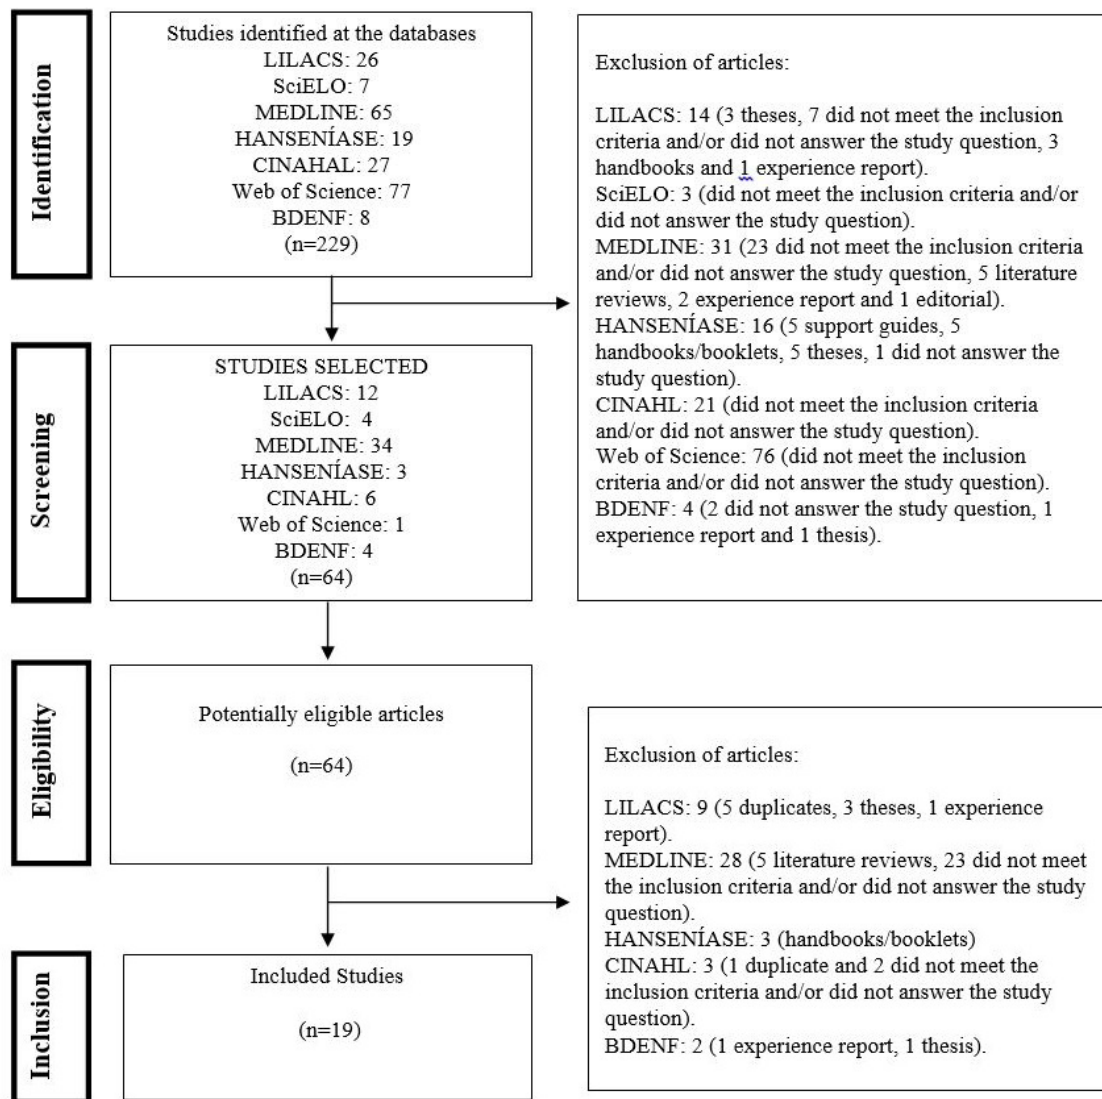 Identification
Studies identified at the databases
LILACS: 26
SciELO: 7
MEDLINE: 65
HANSENÍASE: 19
CINAHAL: 27
Web of Science: 77
BDENF: 8
(n=229)
Exclusion of articles:
LILACS: 14 (3 theses, 7 did not meet the inclusion
criteria and/or did not answer the study question, 3
handbooks and 1 experience report).
SciELO: 3 (did not meet the inclusion criteria and/or
did not answer the study question).
MEDLINE: 31 (23 did not meet the inclusion criteria
and/or did not answer the study question, 5 literature
reviews, 2 experience report and 1 editorial).
HANSENÍASE: 16 (5 support guides, 5
handbooks/booklets, 5 theses, 1 did not answer the
study question).
CINAHL: 21 (did not meet the inclusion criteria
and/or did not answer the study question).
Web of Science: 76 (did not meet the inclusion
criteria and/or did not answer the study question).
BDENF: 4 (2 did not answer the study question, 1
experience report and 1 thesis).
Screening
STUDIES SELECTED
LILACS: 12
SciELO: 4
MEDLINE: 34
HANSENÍASE: 3
CINAHL: 6
Web of Science: 1
BDENF: 4
(n=64)
Eligibility
Potentially eligible articles
(n=64)
Exclusion of articles:
LILACS: 9 (5 duplicates, 3 theses, 1 experience
report).
MEDLINE: 28 (5 literature reviews, 23 did not meet
the inclusion criteria and/or did not answer the study
question).
HANSENÍASE: 3 (handbooks/booklets)
CINAHL: 3 (1 duplicate and 2 did not meet the
inclusion criteria and/or did not answer the study
question).
BDENF: 2 (1 experience report, 1 thesis).
Inclusion
Included Studies
(n=19)